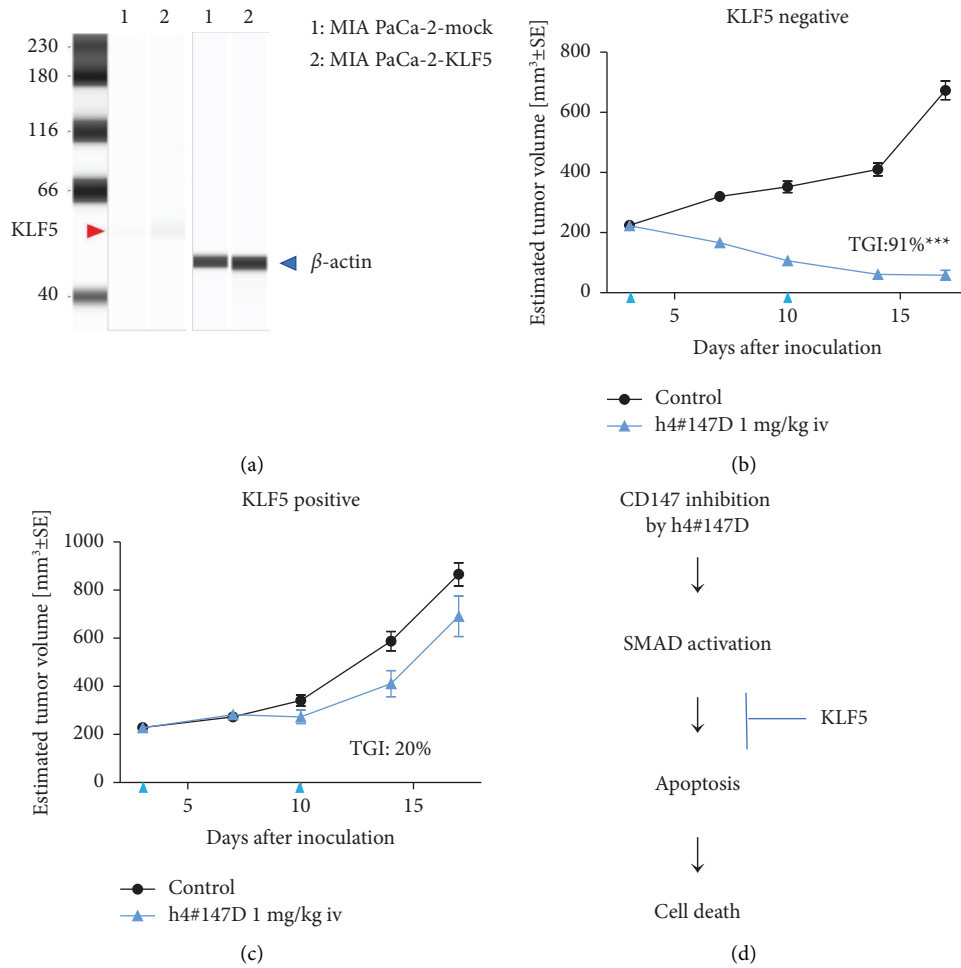 1 2 1 2
1: MIA PaCa-2-mock
2: MIA PaCa-2-KLF5
230
180
116
66
KLF5
β-actin
40
(a)
KLF5 negative
Estimated tumor volume [mm³±SE]
800
600
400
200
0
TGI:91%***
5 10 15
Days after inoculation
Control
h4#147D 1 mg/kg iv
(b)
KLF5 positive
Estimated tumor volume [mm³±SE]
1000
800
600
400
200
0
TGI: 20%
5 10 15
Days after inoculation
Control
h4#147D 1 mg/kg iv
(c)
CD147 inhibition
by h4#147D
SMAD activation
KLF5
Apoptosis
Cell death
(d)